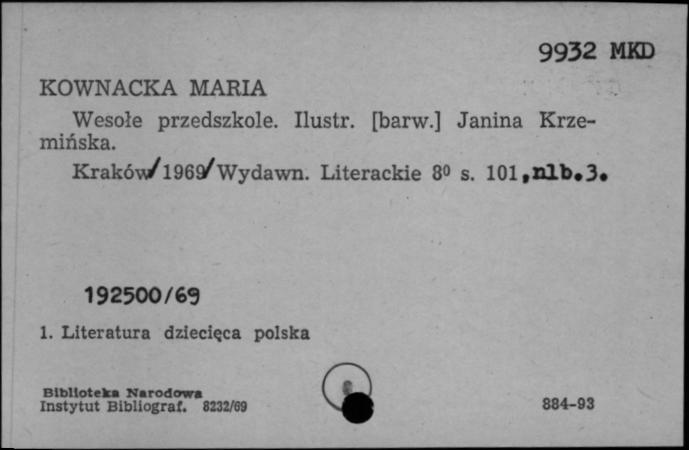 9932 MKD
KOWNACKA MARIA
Wesołe przedszkole. Ilustr. [barw.] Janina Krze-
mińska.
Kraków/1969/Wydawn. Literackie 8⁰ s. 101,nlb.3.
192500/69
1. Literatura dziecięca polska
Biblioteka Narodowa
Instytut Bibliograf. 8232/69
884-93